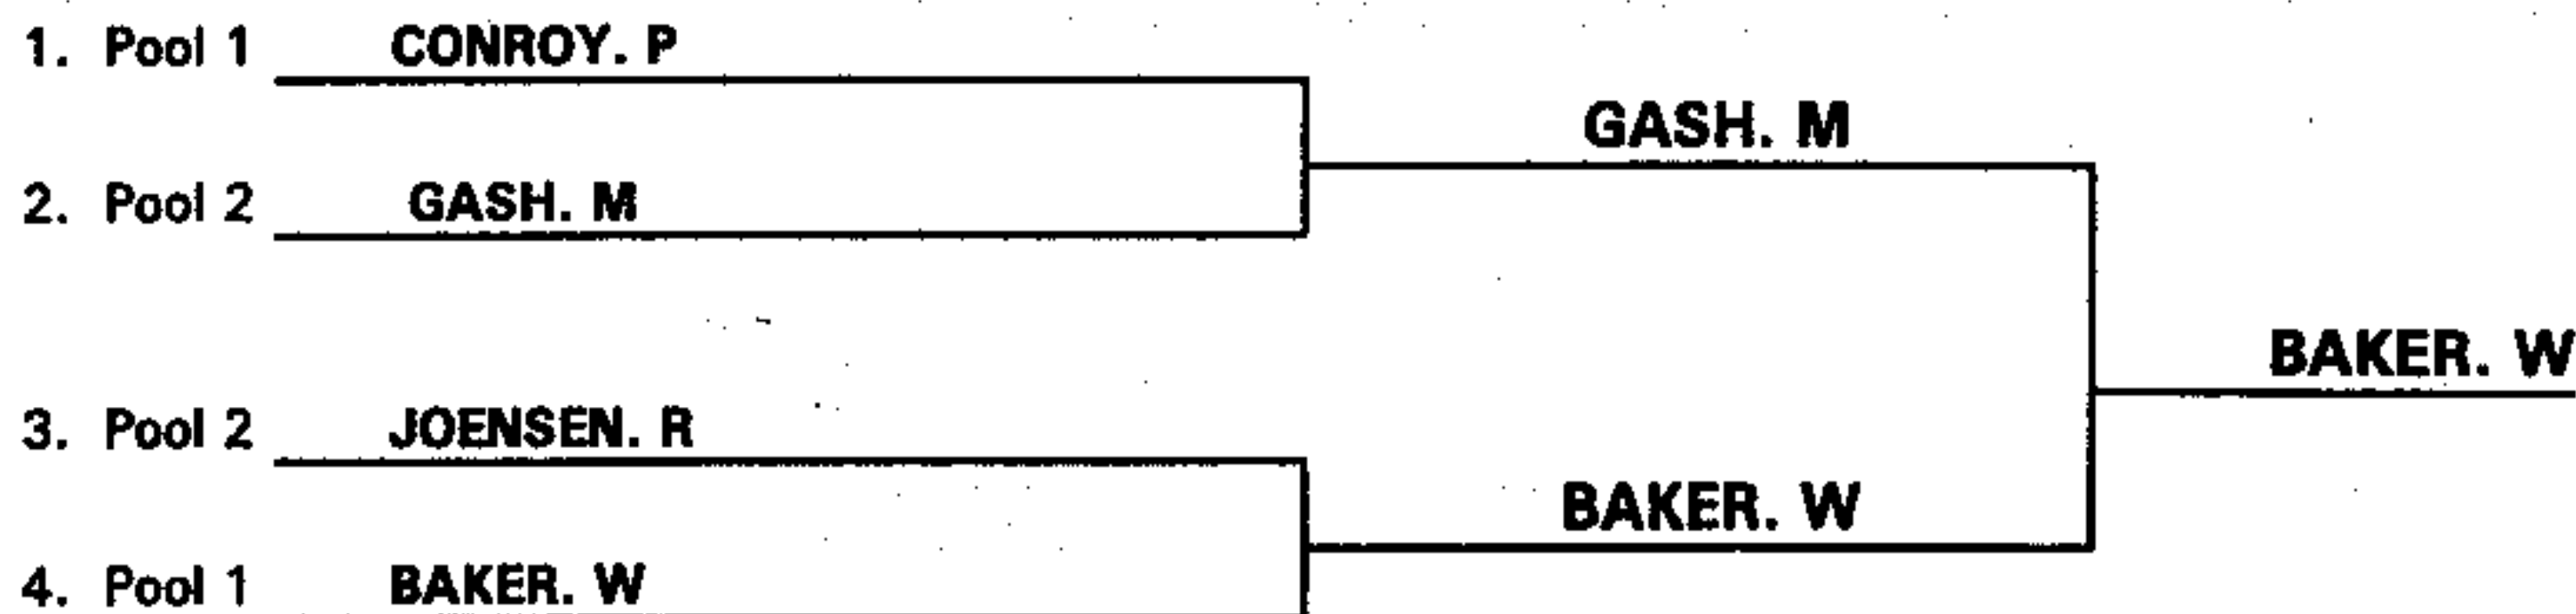 1. Pool 1 CONROY. P
GASH. M
2. Pool 2 GASH. M
BAKER. W
3. Pool 2 JOENSEN. R
BAKER. W
4. Pool 1 BAKER. W